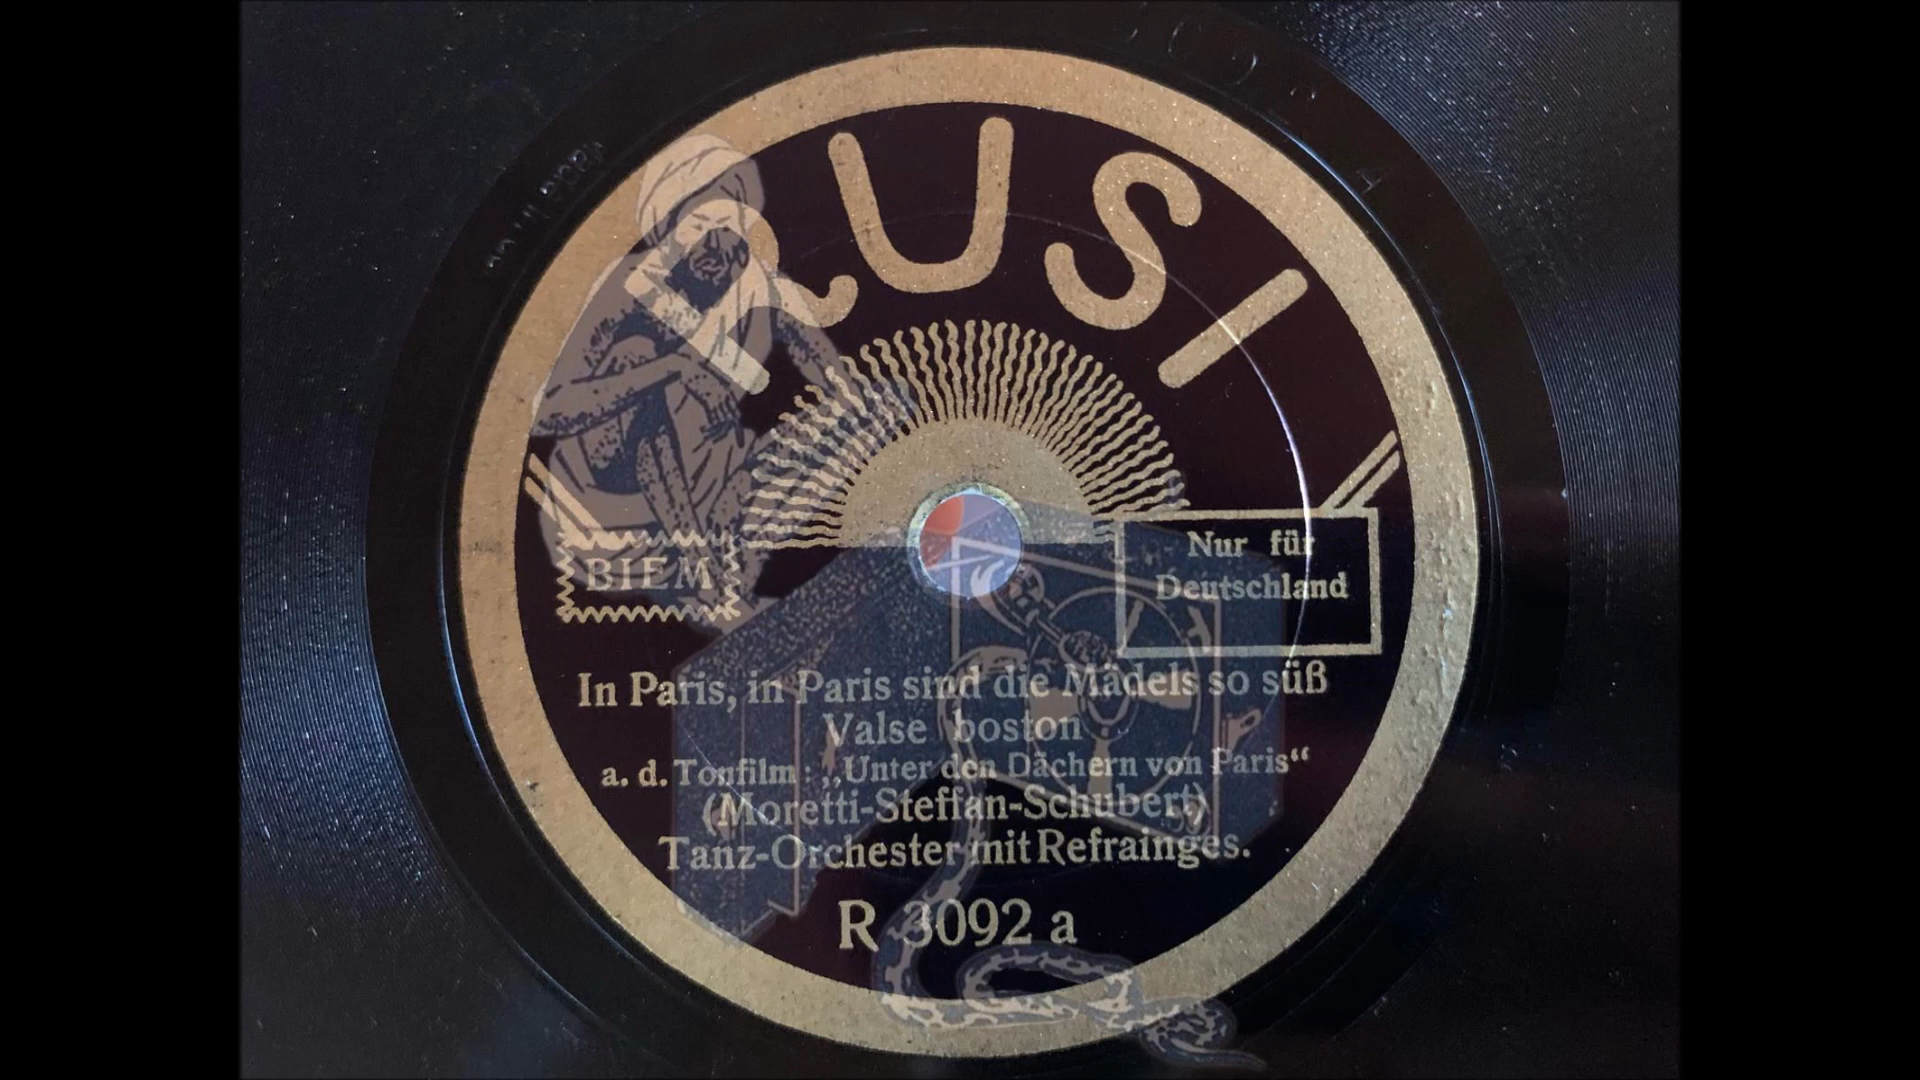 RUSI
BIEM
Nur für
Deutschland
In Paris, in Paris sind die Mädels so süß
Valse boston
a. d. Tonfilm: „Unter den Dächern von Paris“
(Moretti-Steffan-Schubert)
Tanz-Orchester mit Refrainges.
R 3092 a